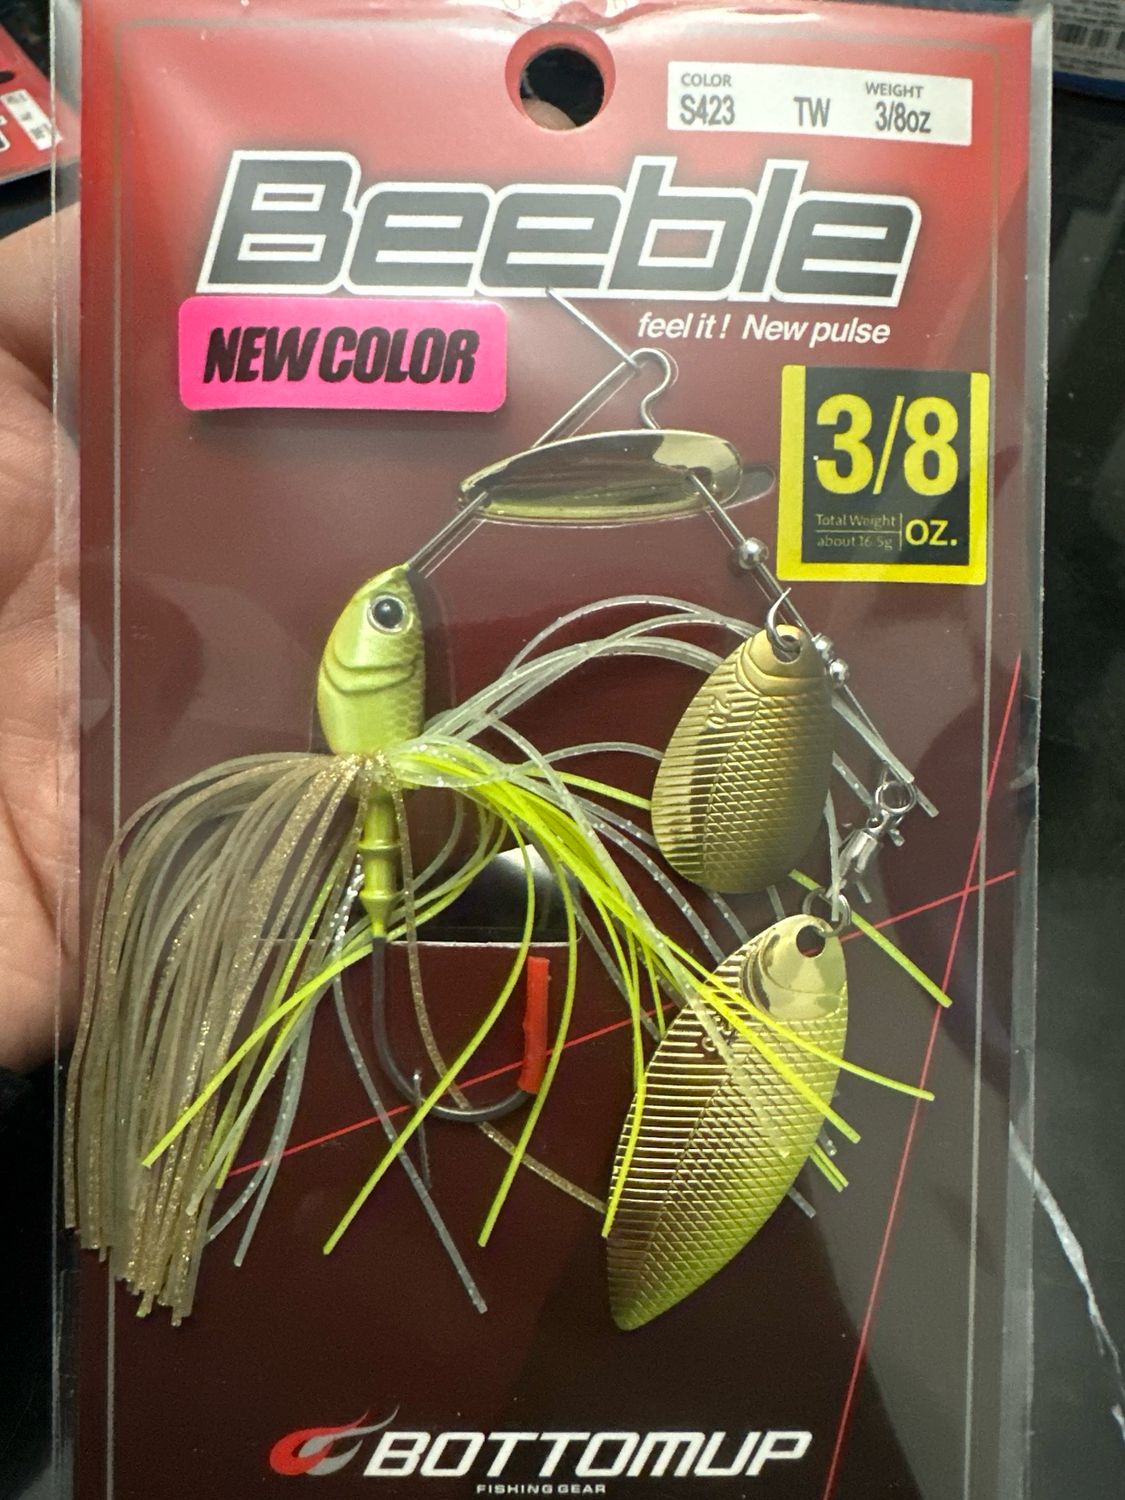 COLOR WEIGHT
S423 TW 3/8oz
Beeble
feel it! New pulse
NEW COLOR
3/8
Total Weight
about 16.5g
oz.
BOTTOMUP
FISHING GEAR